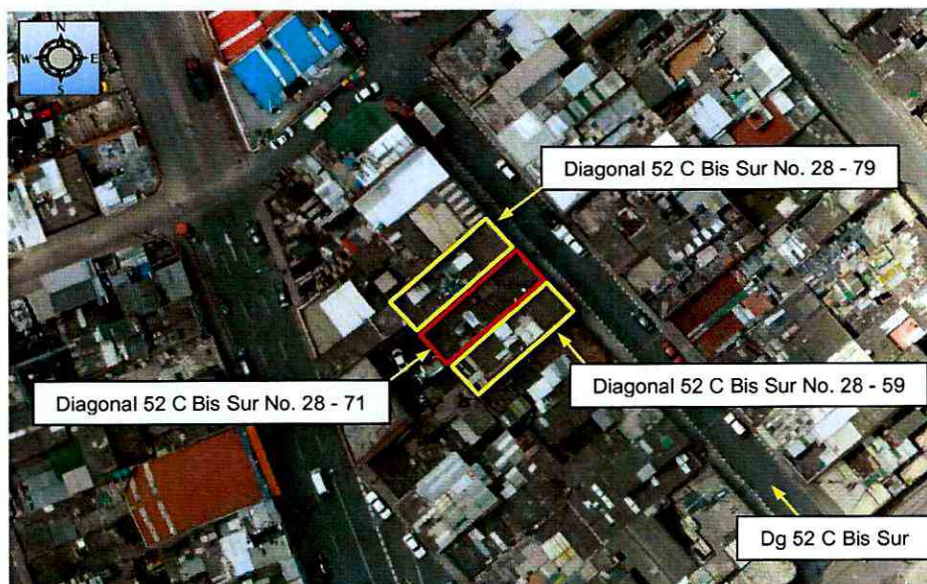 N
W E
S
Diagonal 52 C Bis Sur No. 28 - 79
Diagonal 52 C Bis Sur No. 28 - 71
Diagonal 52 C Bis Sur No. 28 - 59
Dg 52 C Bis Sur